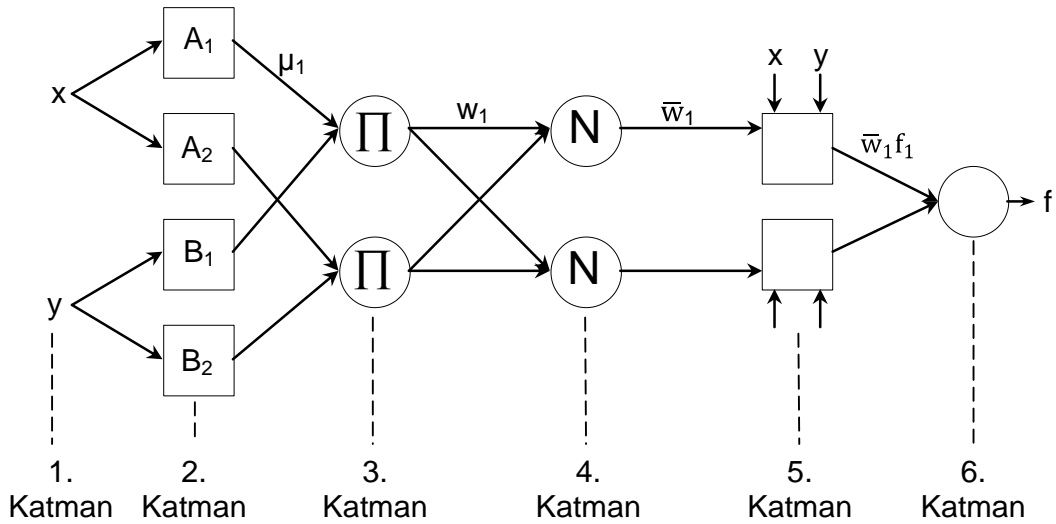 A₁
x
μ₁
A₂
B₁
y
B₂
∏
∏
w₁
N
N
w̅₁
x y
w̅₁f₁
f
1. Katman
2. Katman
3. Katman
4. Katman
5. Katman
6. Katman